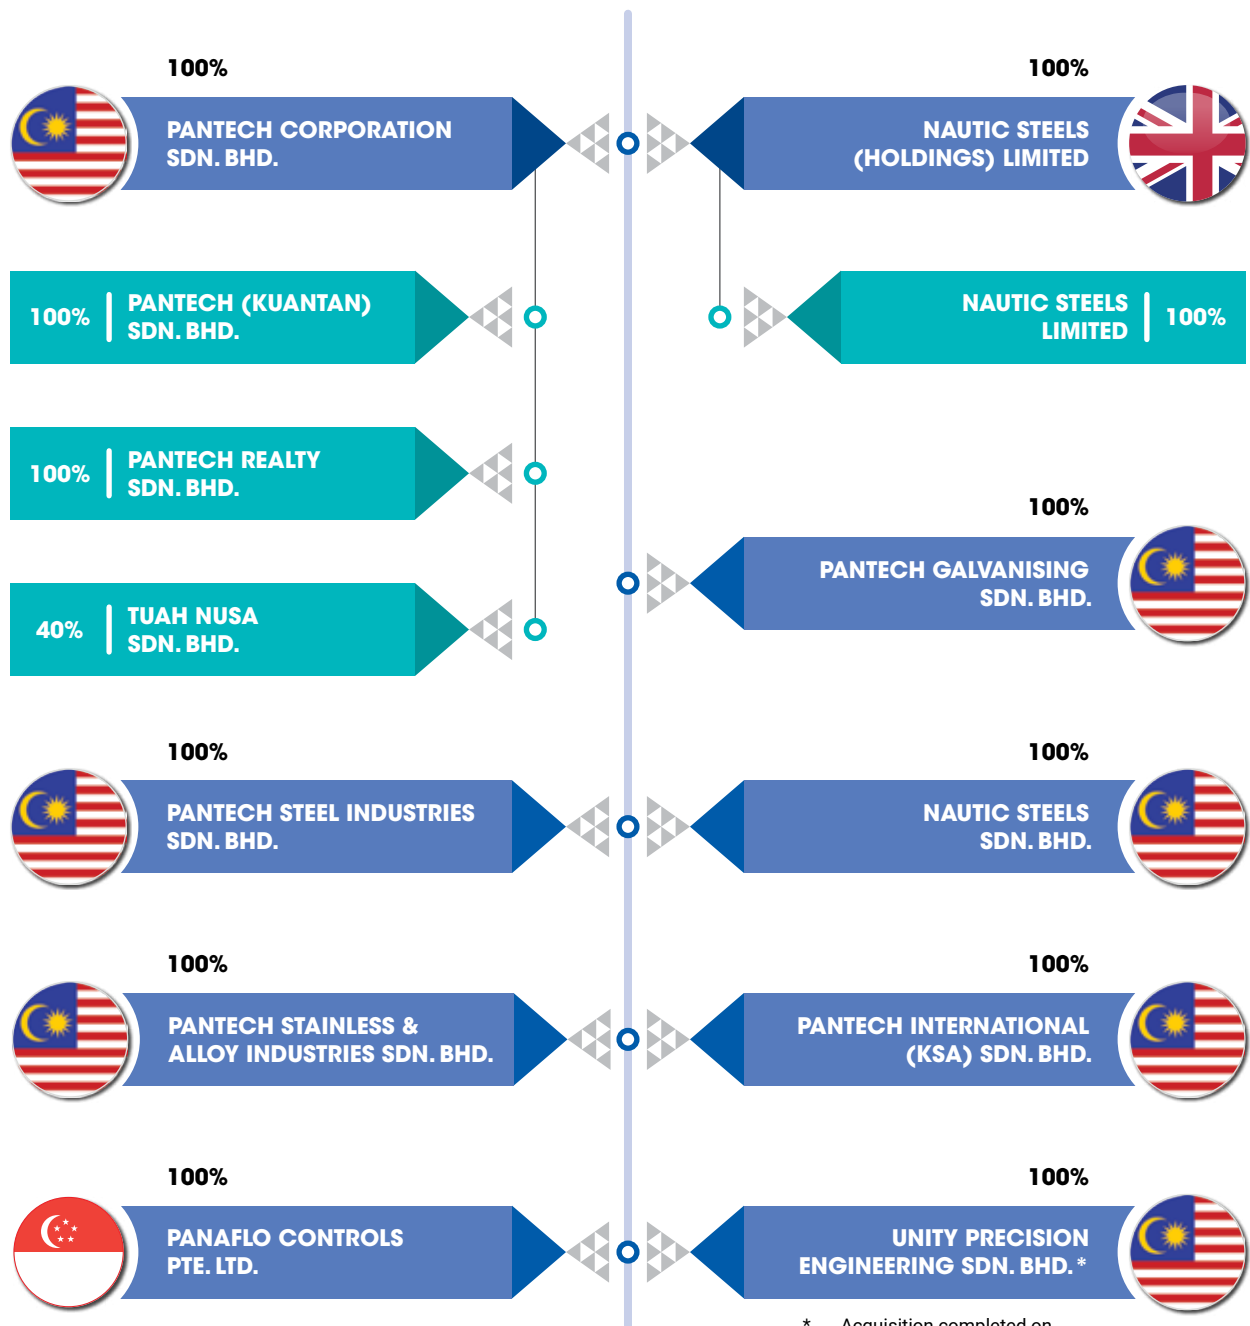 100%
PANTECH CORPORATION
SDN. BHD.
100%
NAUTIC STEELS
(HOLDINGS) LIMITED
100%
PANTECH (KUANTAN)
SDN. BHD.
NAUTIC STEELS
LIMITED
100%
100%
PANTECH REALTY
SDN. BHD.
100%
PANTECH GALVANISING
SDN. BHD.
40%
TUAH NUSA
SDN. BHD.
100%
PANTECH STEEL INDUSTRIES
SDN. BHD.
100%
NAUTIC STEELS
SDN. BHD.
100%
PANTECH STAINLESS &
ALLOY INDUSTRIES SDN. BHD.
100%
PANTECH INTERNATIONAL
(KSA) SDN. BHD.
100%
PANAFLO CONTROLS
PTE. LTD.
100%
UNITY PRECISION
ENGINEERING SDN. BHD. *
* Acquisition completed on